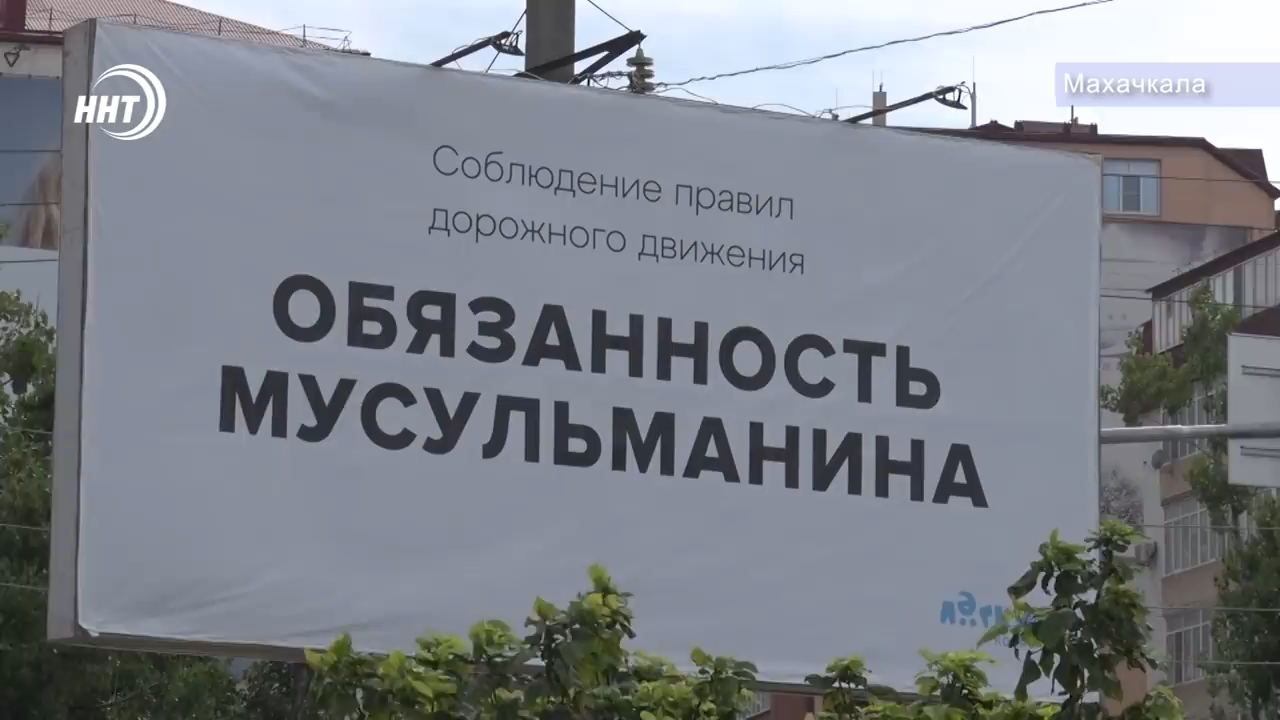 ННТ
Махачкала
Соблюдение правил
дорожного движения
ОБЯЗАННОСТЬ
МУСУЛЬМАНИНА